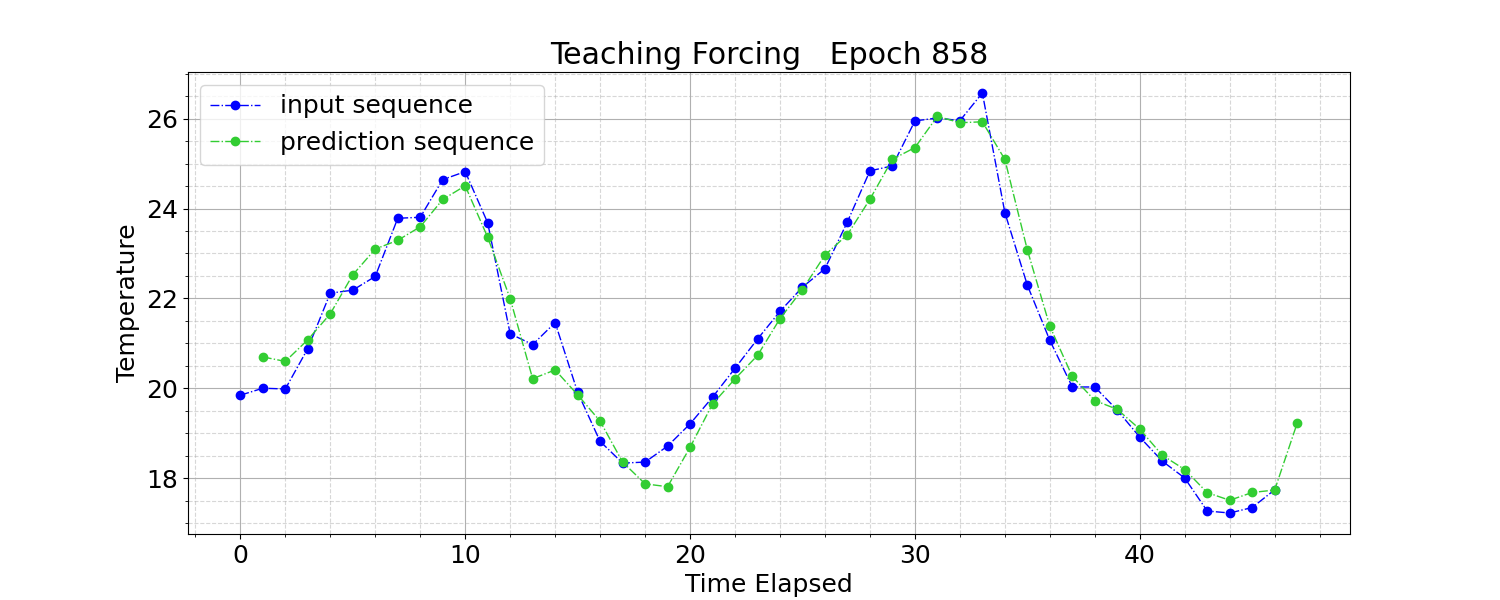 Teaching Forcing   Epoch 858
input sequence
prediction sequence
Temperature
26
24
22
20
18
0 10 20 30 40
Time Elapsed